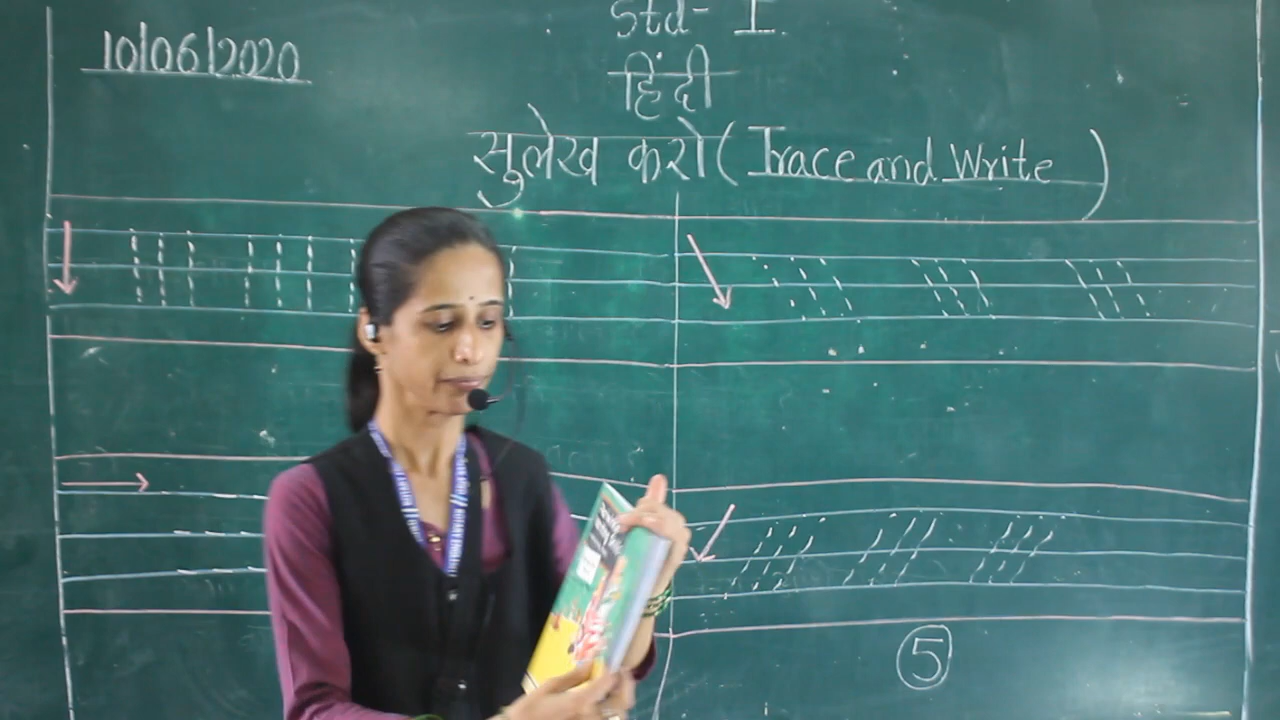 10/06/2020
Std- I
हिंदी
सुलेख करो (Trace and Write)
5